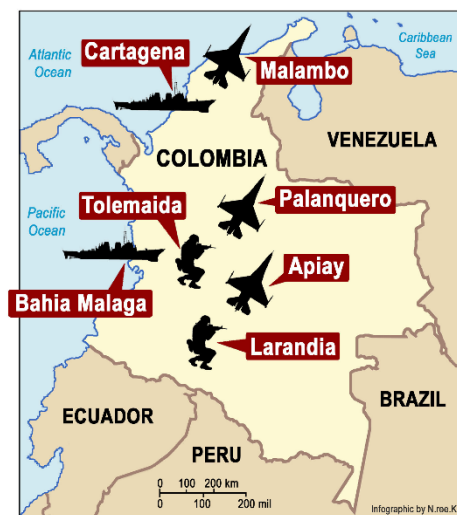 Atlantic
Ocean
Cartagena
Caribbean
Sea
Malambo
VENEZUELA
COLOMBIA
Palanquero
Tolemaida
Pacific
Ocean
Apiay
Bahia Malaga
Larandia
ECUADOR
BRAZIL
PERU
0 100 200 km
0 200 mil
Infographic by N.roe.K